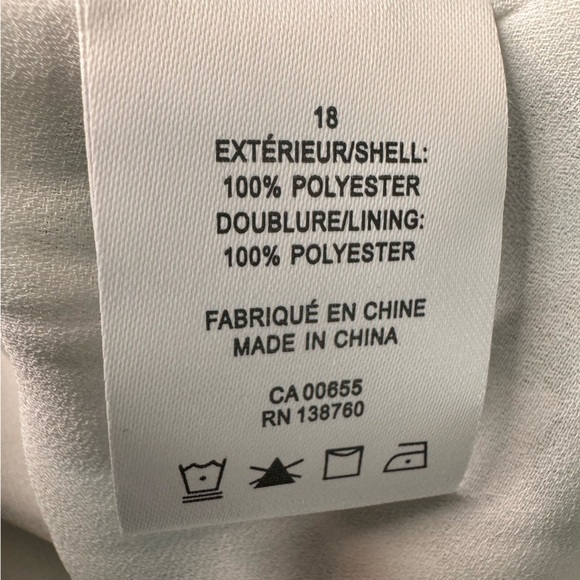 18
EXTÉRIEUR/SHELL:
100% POLYESTER
DOUBLURE/LINING:
100% POLYESTER
FABRIQUÉ EN CHINE
MADE IN CHINA
CA 00655
RN 138760